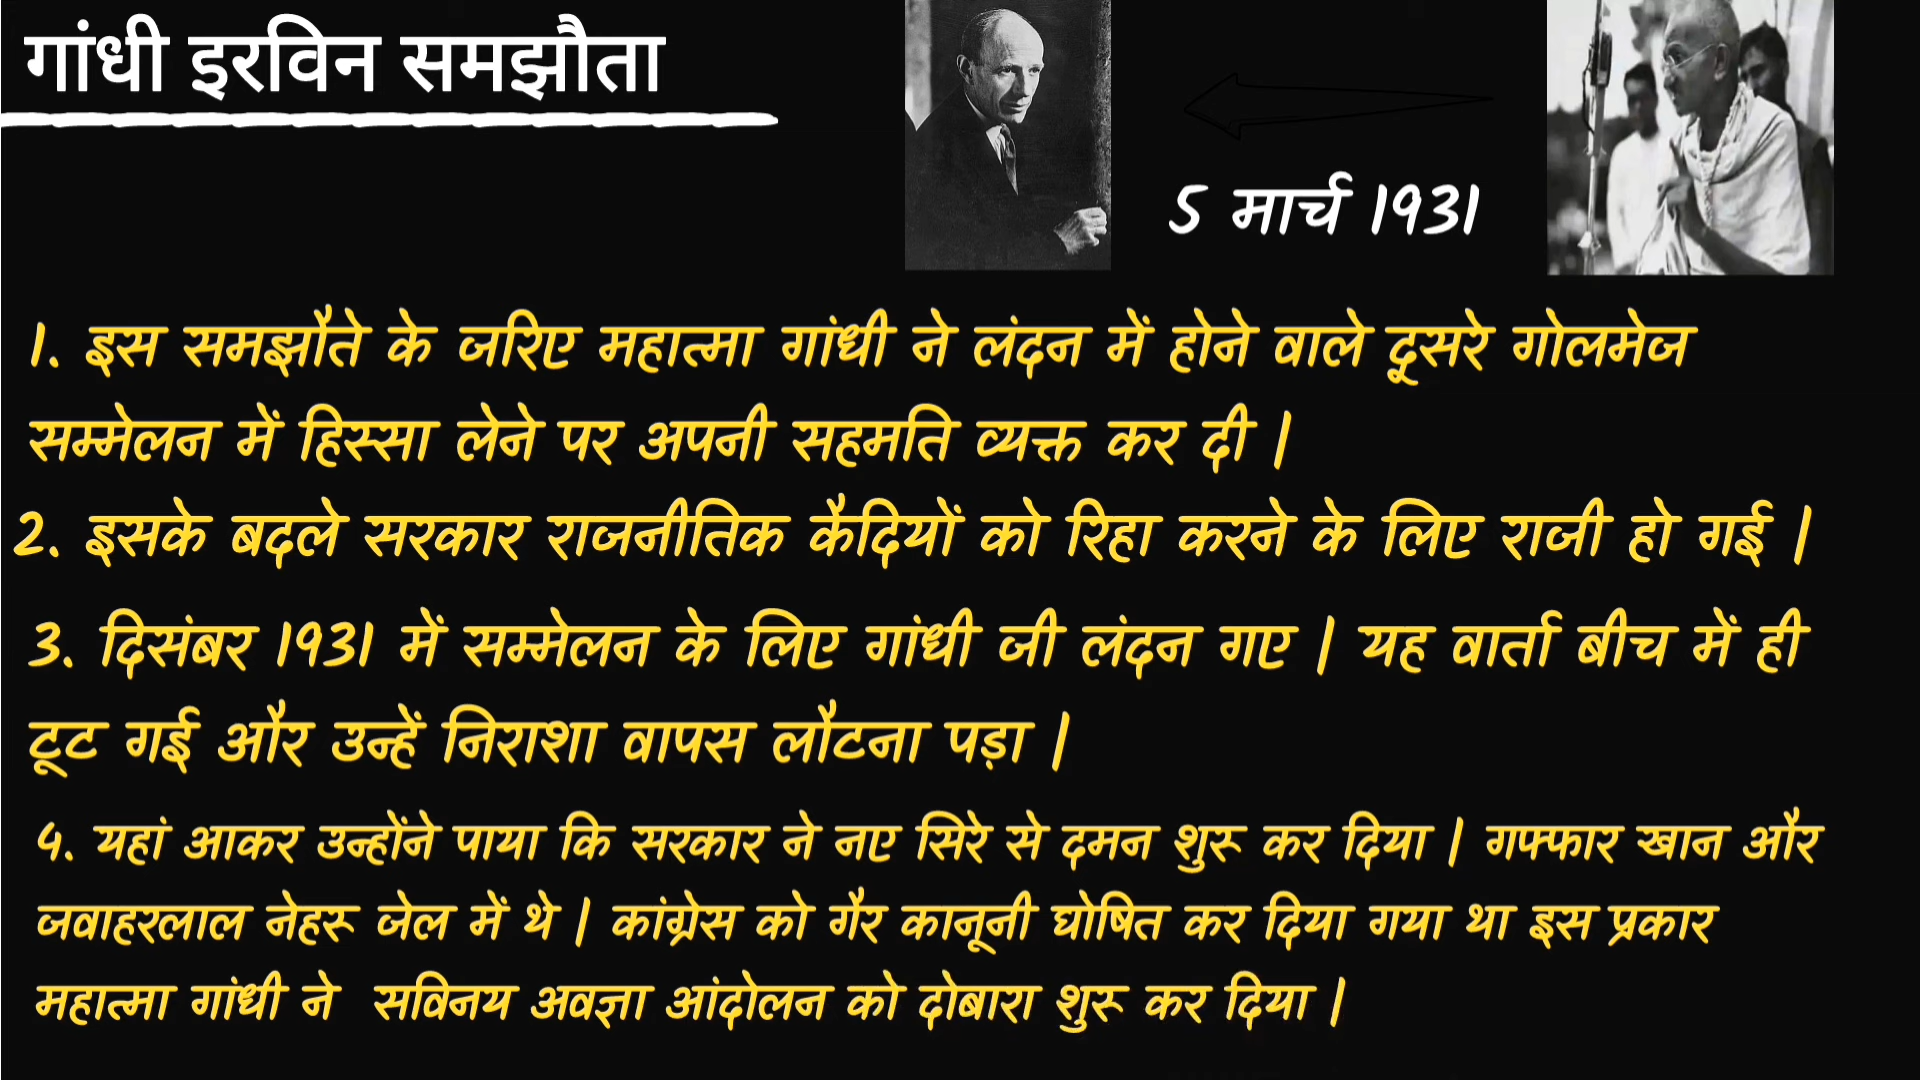 गांधी इरविन समझौता
5 मार्च 1931
1. इस समझौते के जरिए महात्मा गांधी ने लंदन में होने वाले दूसरे गोलमेज
सम्मेलन में हिस्सा लेने पर अपनी सहमति व्यक्त कर दी |
2. इसके बदले सरकार राजनीतिक कैदियों को रिहा करने के लिए राजी हो गई |
3. दिसंबर 1931 में सम्मेलन के लिए गांधी जी लंदन गए | यह वार्ता बीच में ही
टूट गई और उन्हें निराशा वापस लौटना पड़ा |
4. यहां आकर उन्होंने पाया कि सरकार ने नए सिरे से दमन शुरू कर दिया | गफ्फार खान और
जवाहरलाल नेहरू जेल में थे | कांग्रेस को गैर कानूनी घोषित कर दिया गया था इस प्रकार
महात्मा गांधी ने सविनय अवज्ञा आंदोलन को दोबारा शुरू कर दिया |